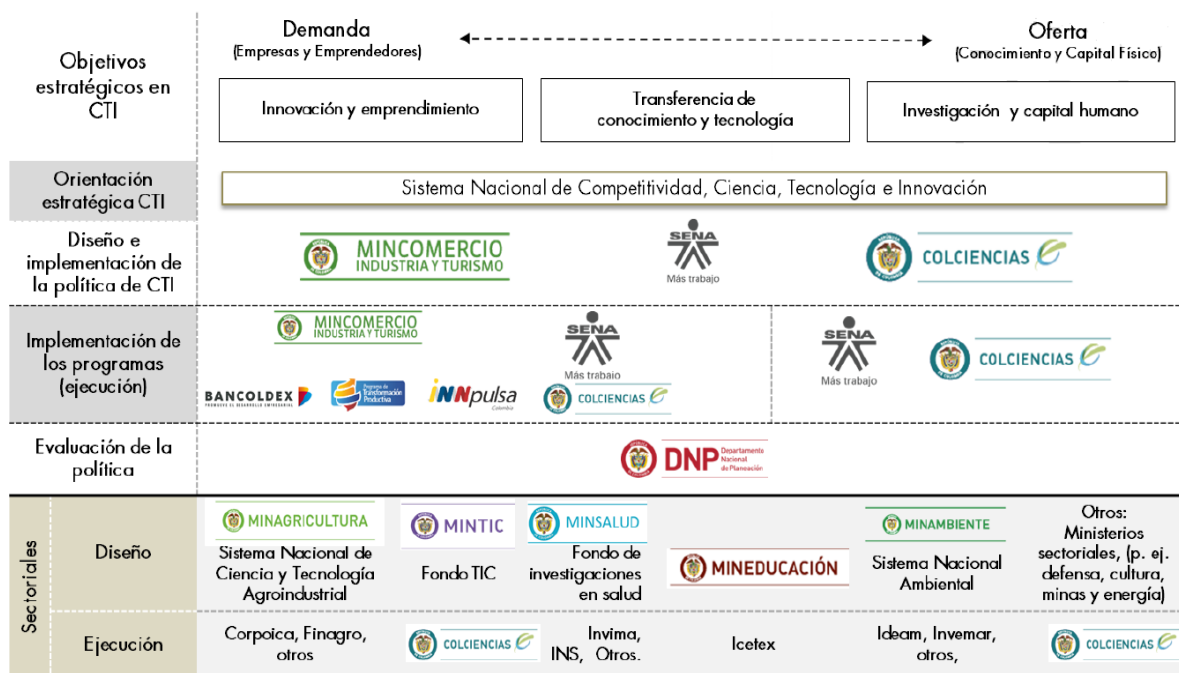 Objetivos
estratégicos en
CTI
Demanda
(Empresas y Emprendedores)
Oferta
(Conocimiento y Capital Físico)
Innovación y emprendimiento
Transferencia de
conocimiento y tecnología
Investigación y capital humano
Orientación
estratégica CTI
Sistema Nacional de Competitividad, Ciencia, Tecnología e Innovación
Diseño e
implementación de
la política de CTI
MINCOMERCIO
INDUSTRIA Y TURISMO
SENA
Más trabajo
COLCIENCIAS
Implementación de
los programas
(ejecución)
MINCOMERCIO
INDUSTRIA Y TURISMO
SENA
Más trabajo
SENA
Más trabajo
COLCIENCIAS
BANCOLDEX
PROMUEVE EL DESARROLLO EMPRESARIAL
Programa de
Transformación
Productiva
iNNpulsa
Colombia
COLCIENCIAS
Evaluación de la
política
DNP
Departamento
Nacional
de Planeación
Sectoriales
Diseño
MINAGRICULTURA
Sistema Nacional de
Ciencia y Tecnología
Agroindustrial
MINTIC
Fondo TIC
MINSALUD
Fondo de
investigaciones
en salud
MINEDUCACIÓN
MINAMBIENTE
Sistema Nacional
Ambiental
Otros:
Ministerios
sectoriales, (p. ej.
defensa, cultura,
minas y energía)
Ejecución
Corpoica, Finagro,
otros
COLCIENCIAS
Invima,
INS, Otros.
Icetex
Ideam, Invemar,
otros,
COLCIENCIAS